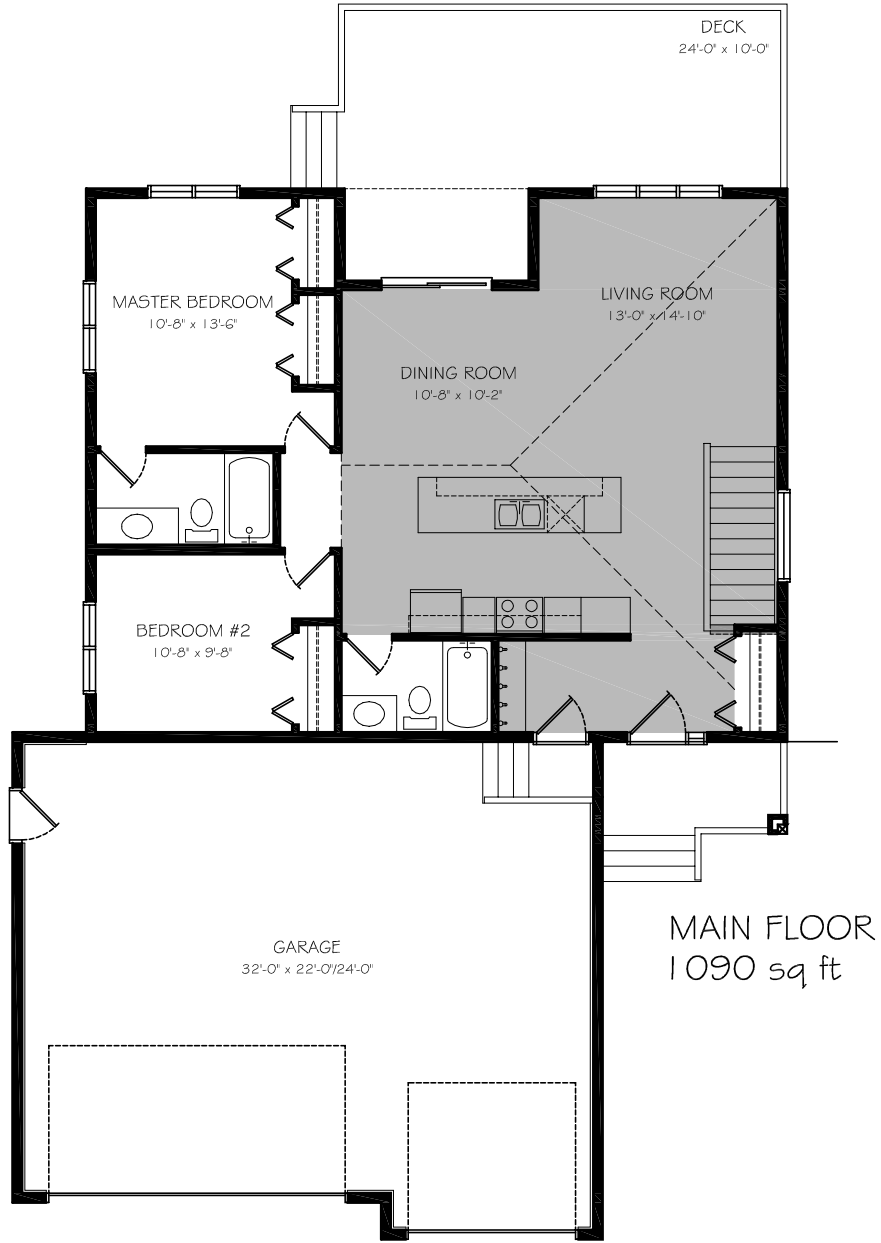 DECK
24'-0" x 10'-0"
MASTER BEDROOM
10'-8" x 13'-6"
LIVING ROOM
13'-0" x 14'-10"
DINING ROOM
10'-8" x 10'-2"
BEDROOM #2
10'-8" x 9'-8"
GARAGE
32'-0" x 22'-0"/24'-0"
MAIN FLOOR
1090 sq ft